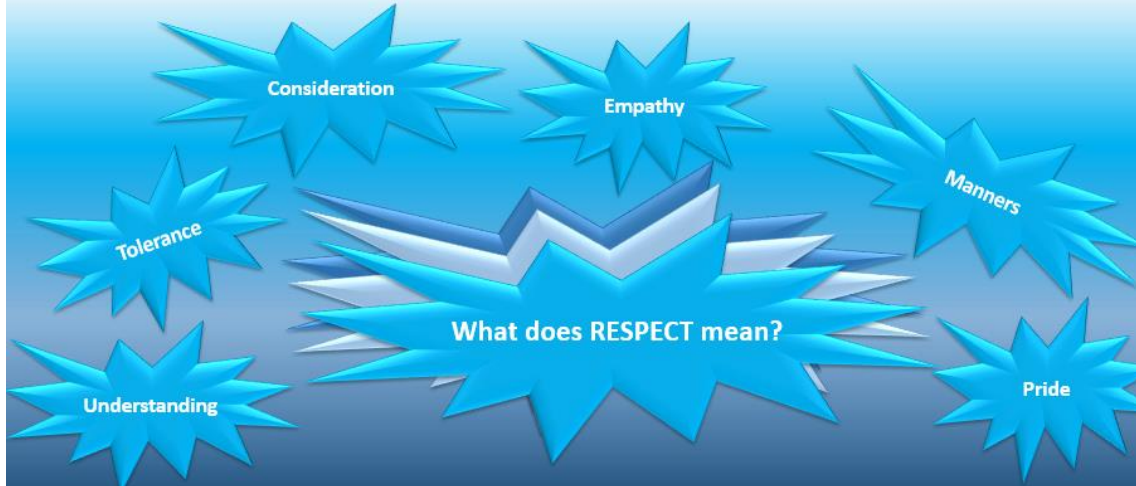 Consideration
Empathy
Manners
Tolerance
What does RESPECT mean?
Understanding
Pride